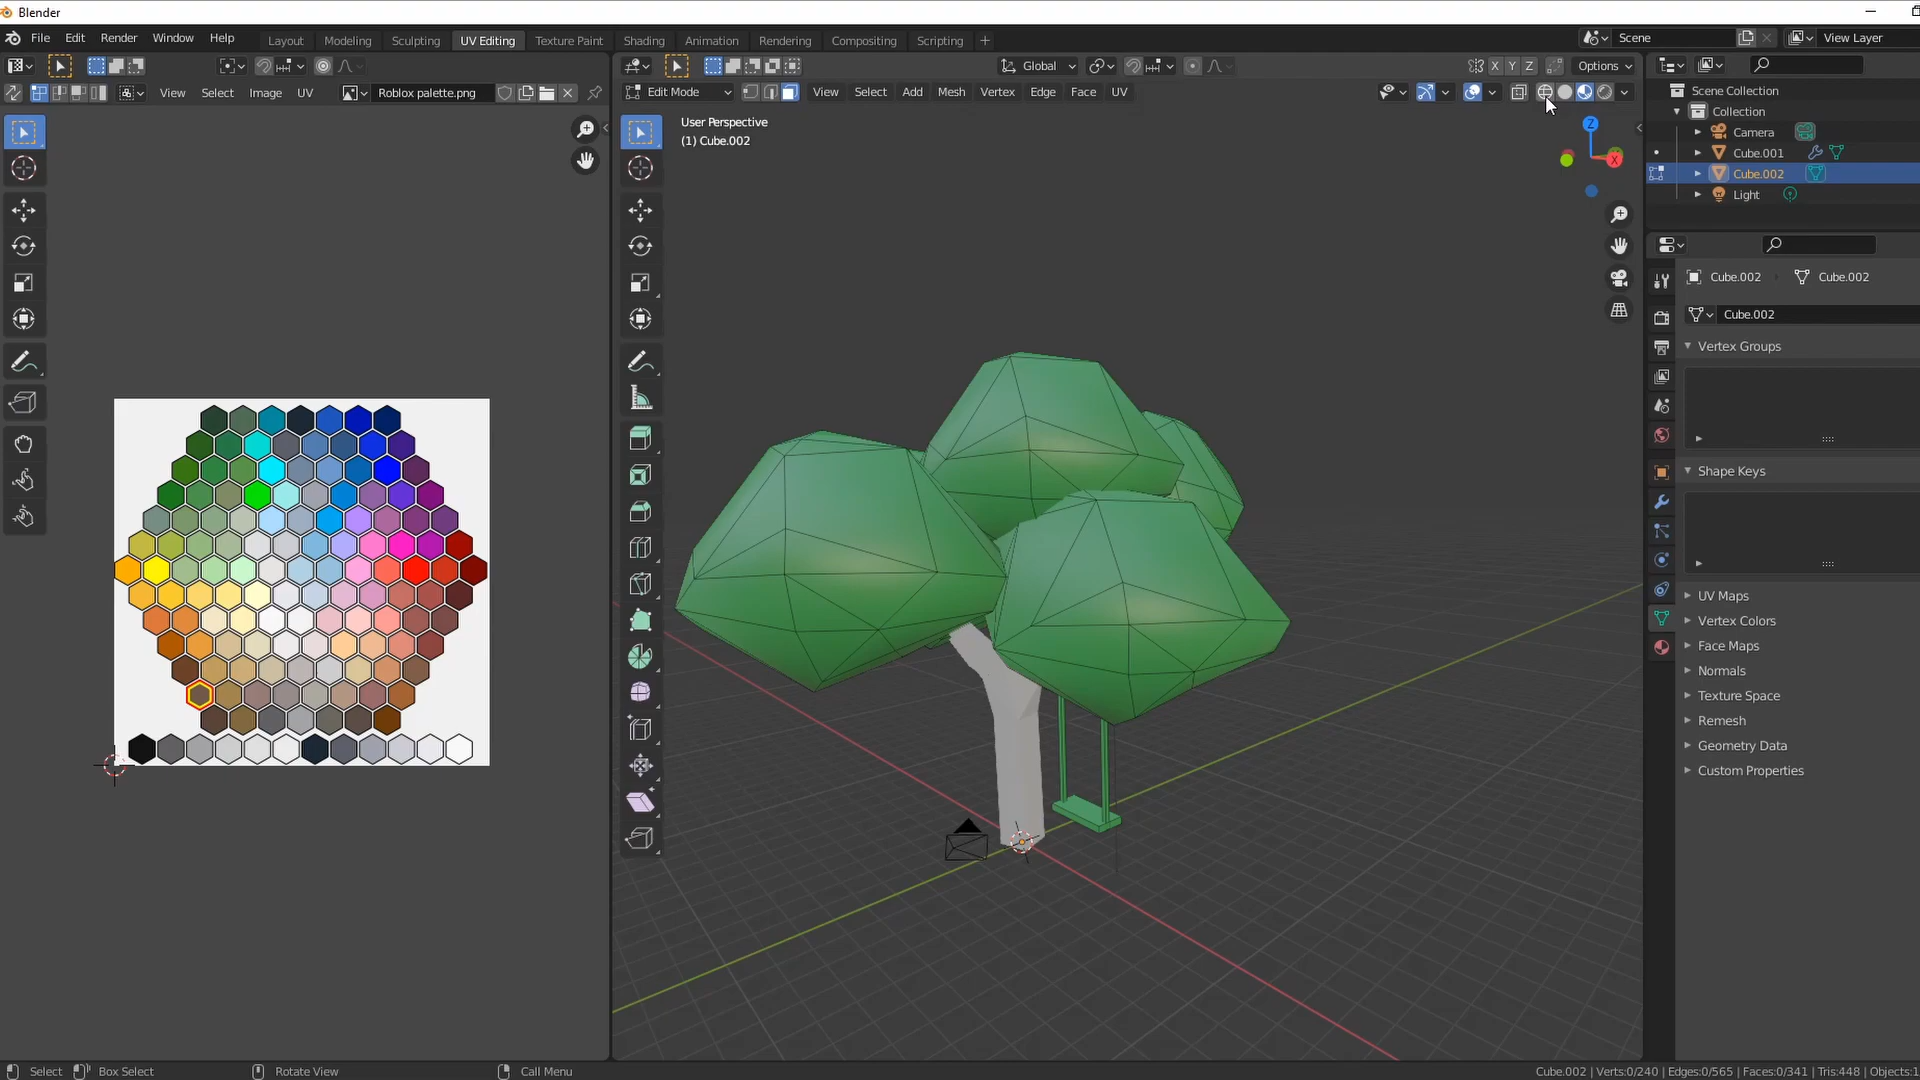 Blender
File Edit Render Window Help
Layout Modeling Sculpting UV Editing Texture Paint Shading Animation Rendering Compositing Scripting +
Scene
View Layer
Global
X Y Z
Options
View Select Image UV
Roblox palette.png
Edit Mode
View Select Add Mesh Vertex Edge Face UV
User Perspective
(1) Cube.002
Z
X
Scene Collection
Collection
Camera
Cube.001
Cube.002
Light
Cube.002 Cube.002
Cube.002
Vertex Groups
Shape Keys
UV Maps
Vertex Colors
Face Maps
Normals
Texture Space
Remesh
Geometry Data
Custom Properties
Select Box Select Rotate View Call Menu
Cube.002 | Verts:0/240 | Edges:0/565 | Faces:0/341 | Tris:448 | Objects:1